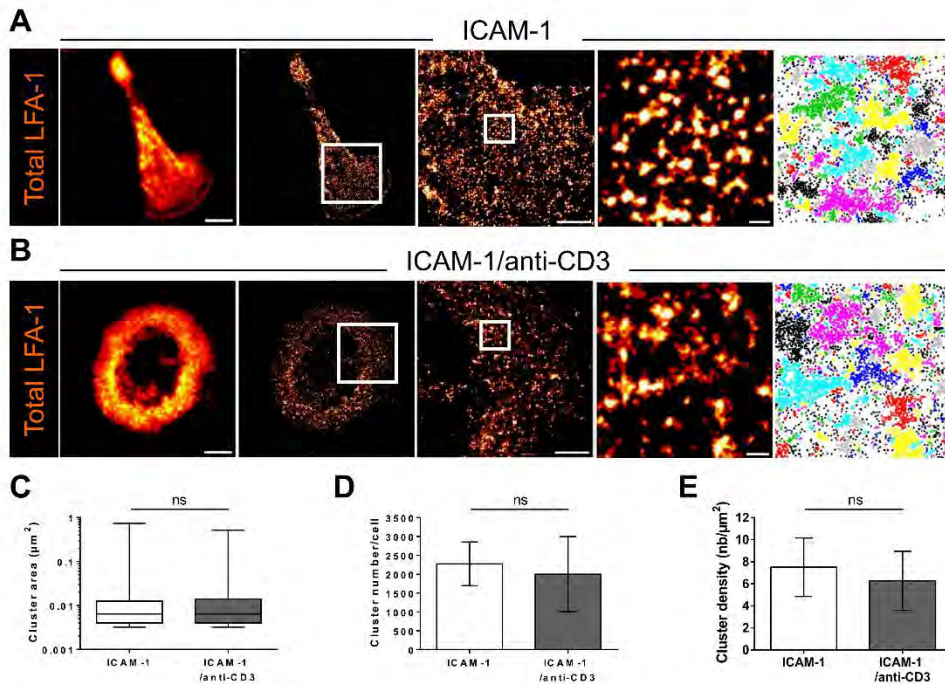 A
ICAM-1
Total LFA-1
B
ICAM-1/anti-CD3
Total LFA-1
C
ns
Cluster area (µm²)
1
0.1
0.01
0.001
ICAM-1
ICAM-1
/anti-CD3
D
ns
Cluster number/cell
3500
3000
2500
2000
1500
1000
500
0
ICAM-1
ICAM-1
/anti-CD3
E
ns
Cluster density (nb/µm²)
12
10
8
6
4
2
0
ICAM-1
ICAM-1
/anti-CD3